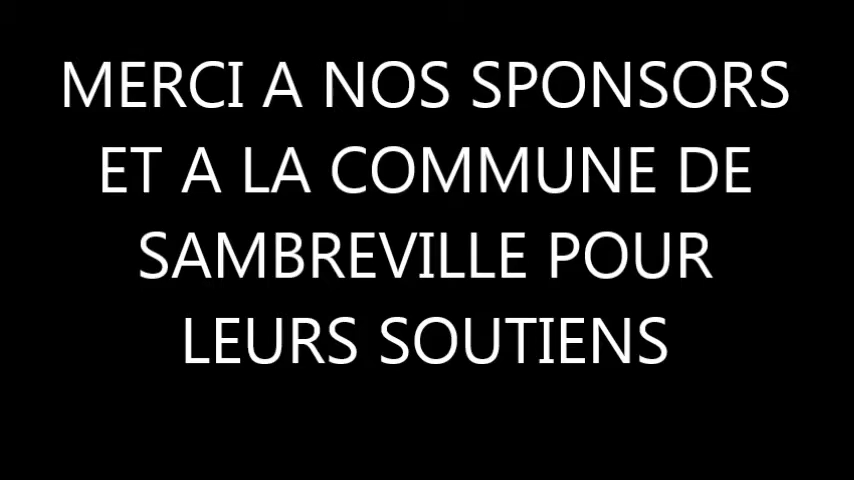 MERCI A NOS SPONSORS
ET A LA COMMUNE DE
SAMBREVILLE POUR
LEURS SOUTIENS